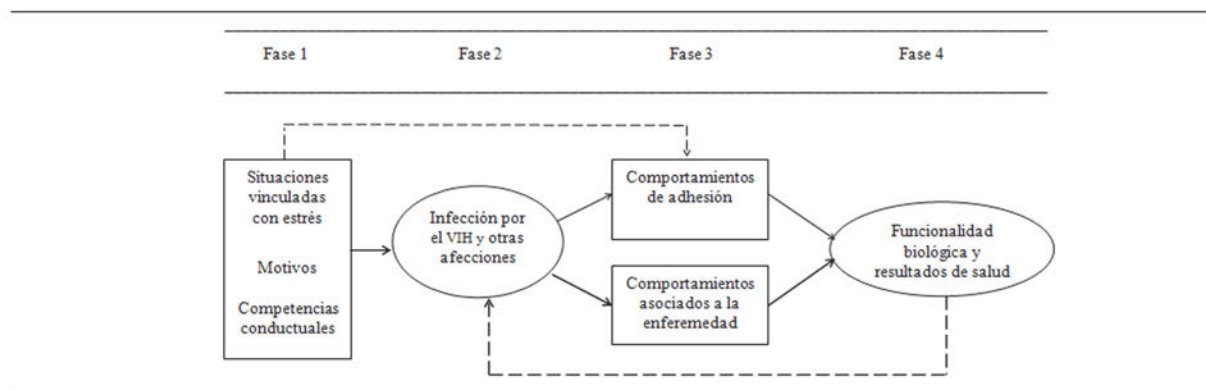 Fase 1
Fase 2
Fase 3
Fase 4
Situaciones
vinculadas
con estrés
Motivos
Competencias
conductuales
Infección por
el VIH y otras
afecciones
Comportamientos
de adhesión
Comportamientos
asociados a la
enferemedad
Funcionalidad
biológica y
resultados de salud